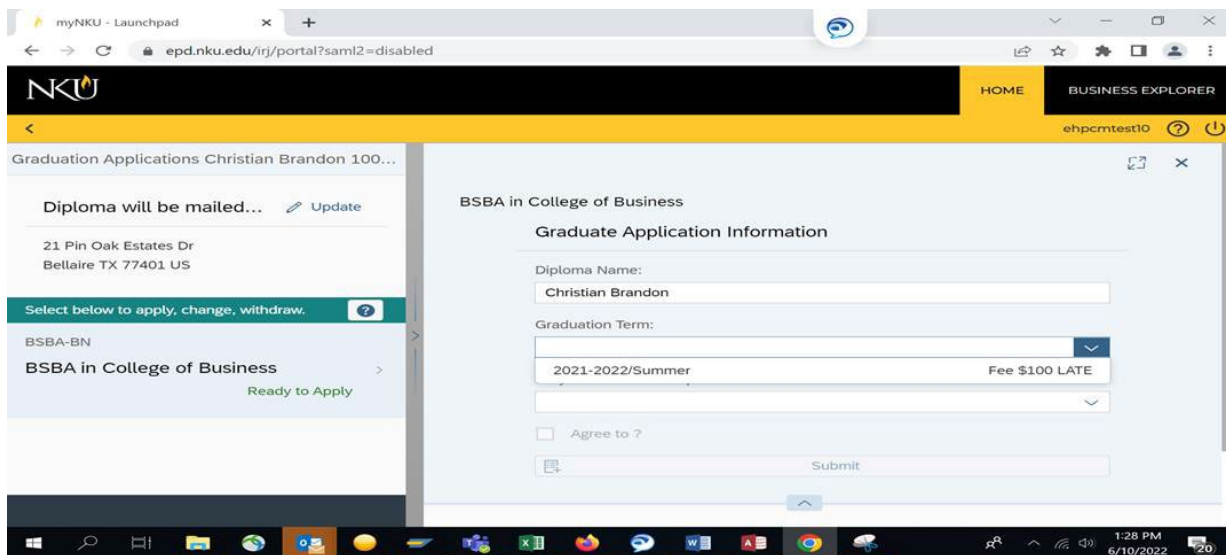 myNKU - Launchpad
epd.nku.edu/irj/portal?saml2=disabled
NKU
HOME
BUSINESS EXPLORER
ehpcmtest10
Graduation Applications Christian Brandon 100...
Diploma will be mailed...
Update
21 Pin Oak Estates Dr
Bellaire TX 77401 US
Select below to apply, change, withdraw.
BSBA-BN
BSBA in College of Business
Ready to Apply
BSBA in College of Business
Graduate Application Information
Diploma Name:
Christian Brandon
Graduation Term:
2021-2022/Summer Fee $100 LATE
Agree to ?
Submit
1:28 PM
6/10/2022
20